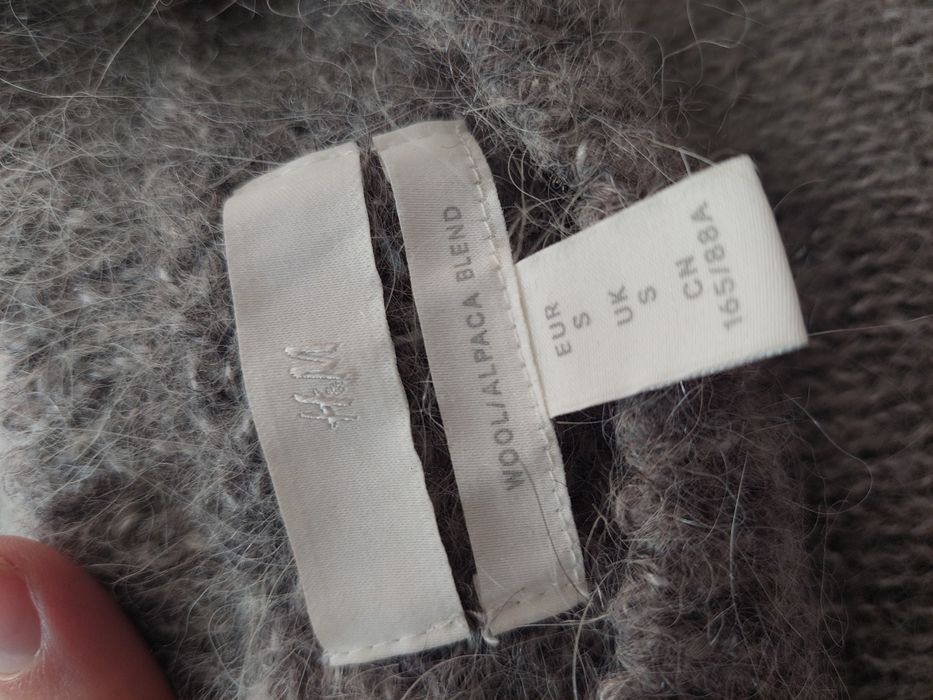 H&M
WOOL/ALPACA BLEND
EUR
S
UK
S
CN
165/88A